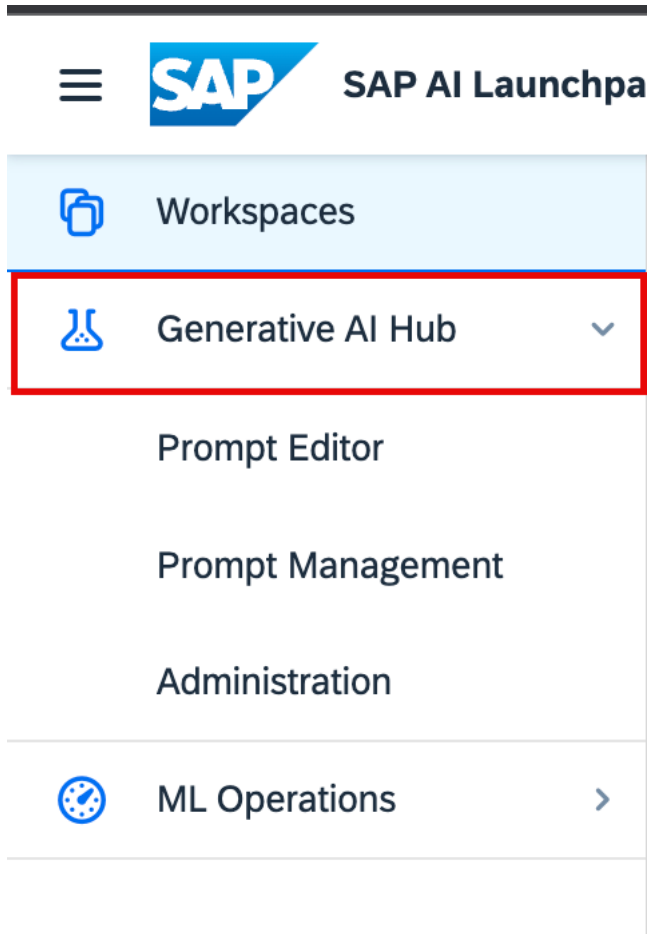 SAP SAP AI Launchpa
Workspaces
Generative AI Hub
Prompt Editor
Prompt Management
Administration
ML Operations